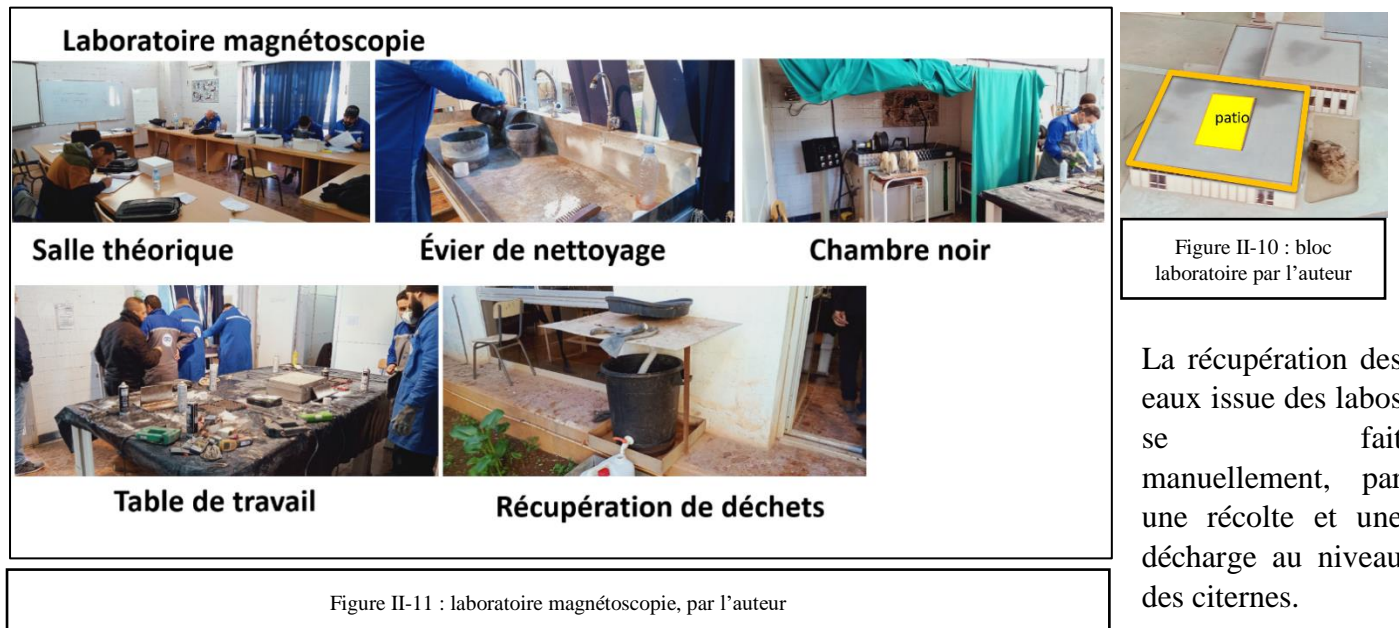 Laboratoire magnétoscopie
Salle théorique
Évier de nettoyage
Chambre noir
Table de travail
Récupération de déchets
Figure II-11 : laboratoire magnétoscopie, par l’auteur
patio
Figure II-10 : bloc
laboratoire par l’auteur
La récupération des
eaux issue des labos
se fait
manuellement, par
une récolte et une
décharge au niveau
des citernes.